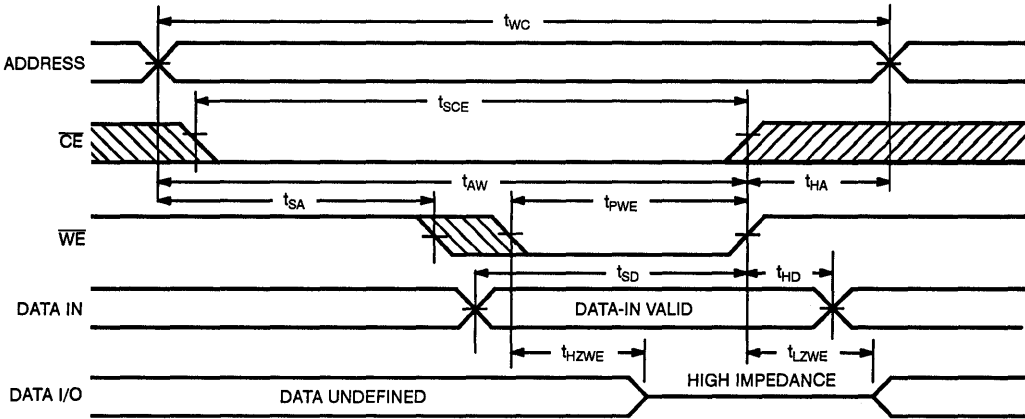 tWC
ADDRESS
tSCE
CE
tAW
tHA
tSA
tPWE
WE
tSD
tHD
DATA IN
DATA-IN VALID
tHZWE
tLZWE
HIGH IMPEDANCE
DATA I/O
DATA UNDEFINED